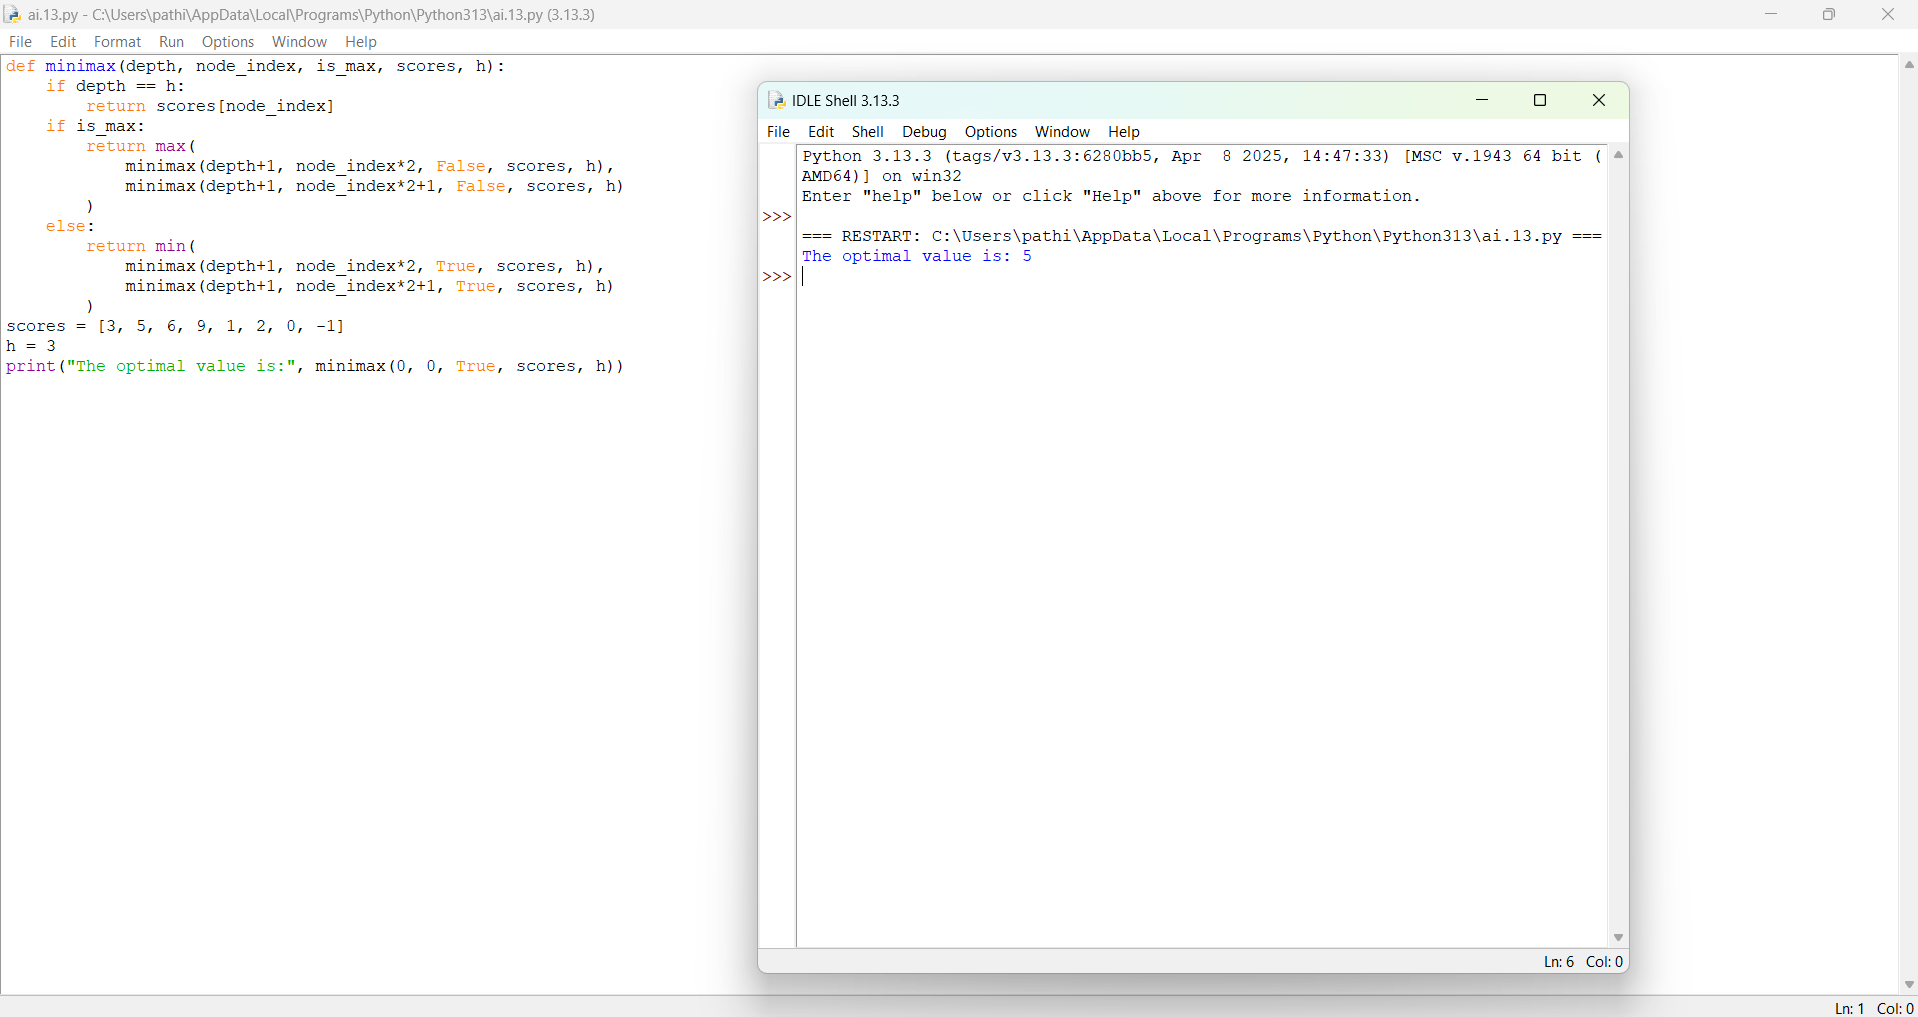 ai.13.py - C:\Users\pathi\AppData\Local\Programs\Python\Python313\ai.13.py (3.13.3)
File Edit Format Run Options Window Help
def minimax(depth, node_index, is_max, scores, h):
    if depth == h:
        return scores[node_index]
    if is_max:
        return max(
            minimax(depth+1, node_index*2, False, scores, h),
            minimax(depth+1, node_index*2+1, False, scores, h)
        )
    else:
        return min(
            minimax(depth+1, node_index*2, True, scores, h),
            minimax(depth+1, node_index*2+1, True, scores, h)
        )
scores = [3, 5, 6, 9, 1, 2, 0, -1]
h = 3
print("The optimal value is:", minimax(0, 0, True, scores, h))
IDLE Shell 3.13.3
File Edit Shell Debug Options Window Help
Python 3.13.3 (tags/v3.13.3:6280bb5, Apr  8 2025, 14:47:33) [MSC v.1943 64 bit (
AMD64)] on win32
Enter "help" below or click "Help" above for more information.
>>>
=== RESTART: C:\Users\pathi\AppData\Local\Programs\Python\Python313\ai.13.py ===
The optimal value is: 5
>>>
Ln: 6 Col: 0
Ln: 1 Col: 0